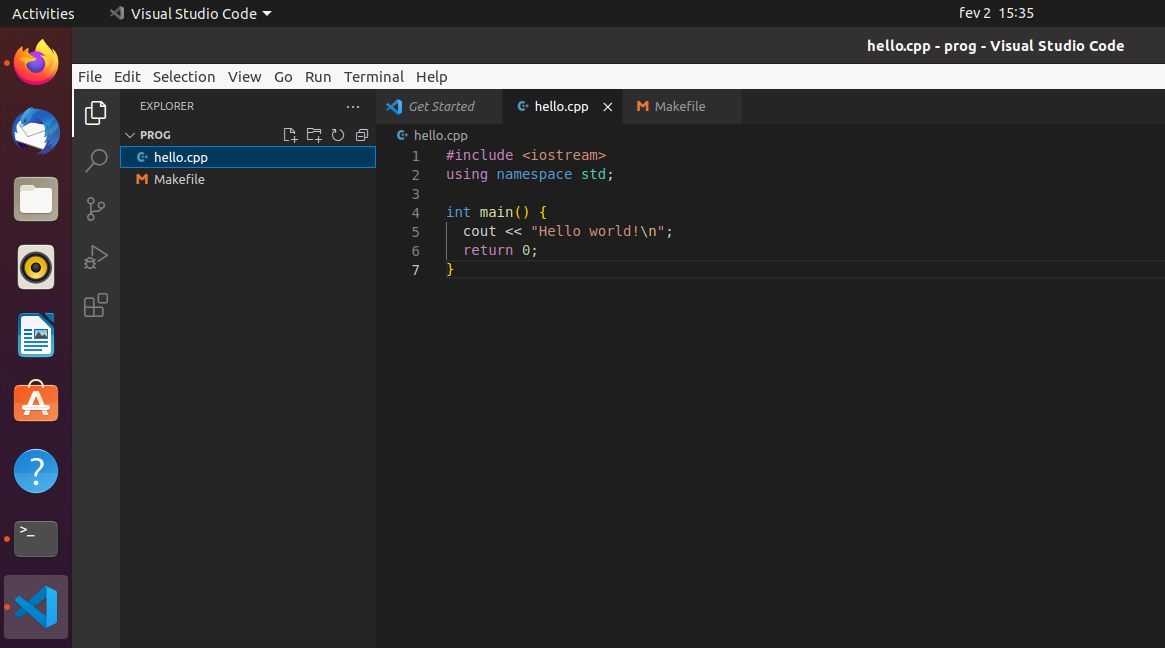 Activities Visual Studio Code fev 2 15:35
hello.cpp - prog - Visual Studio Code
File Edit Selection View Go Run Terminal Help
EXPLORER ...
PROG
hello.cpp
Makefile
Get Started hello.cpp Makefile
hello.cpp
1 #include <iostream>
2 using namespace std;
3
4 int main() {
5 cout << "Hello world!\n";
6 return 0;
7 }